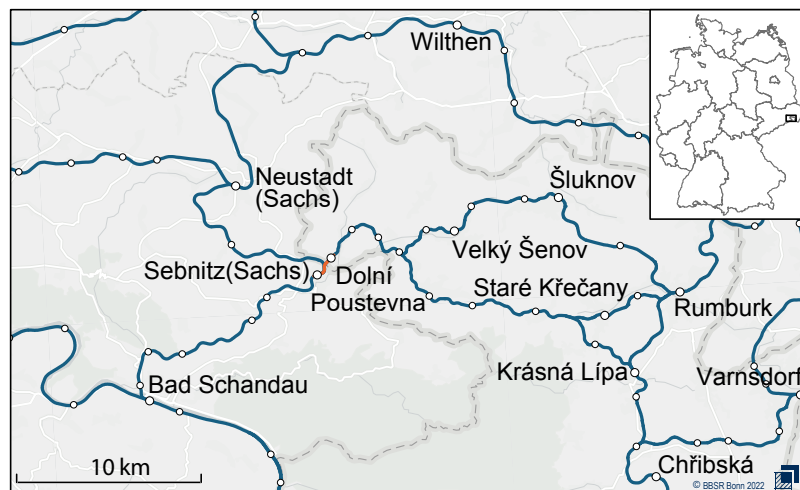 Wilthen
Neustadt
(Sachs)
Šluknov
Velký Šenov
Sebnitz(Sachs)
Dolní
Poustevna
Staré Křečany
Rumburk
Krásná Lípa
Varnsdorf
Bad Schandau
Chřibská
10 km
© BBSR Bonn 2022